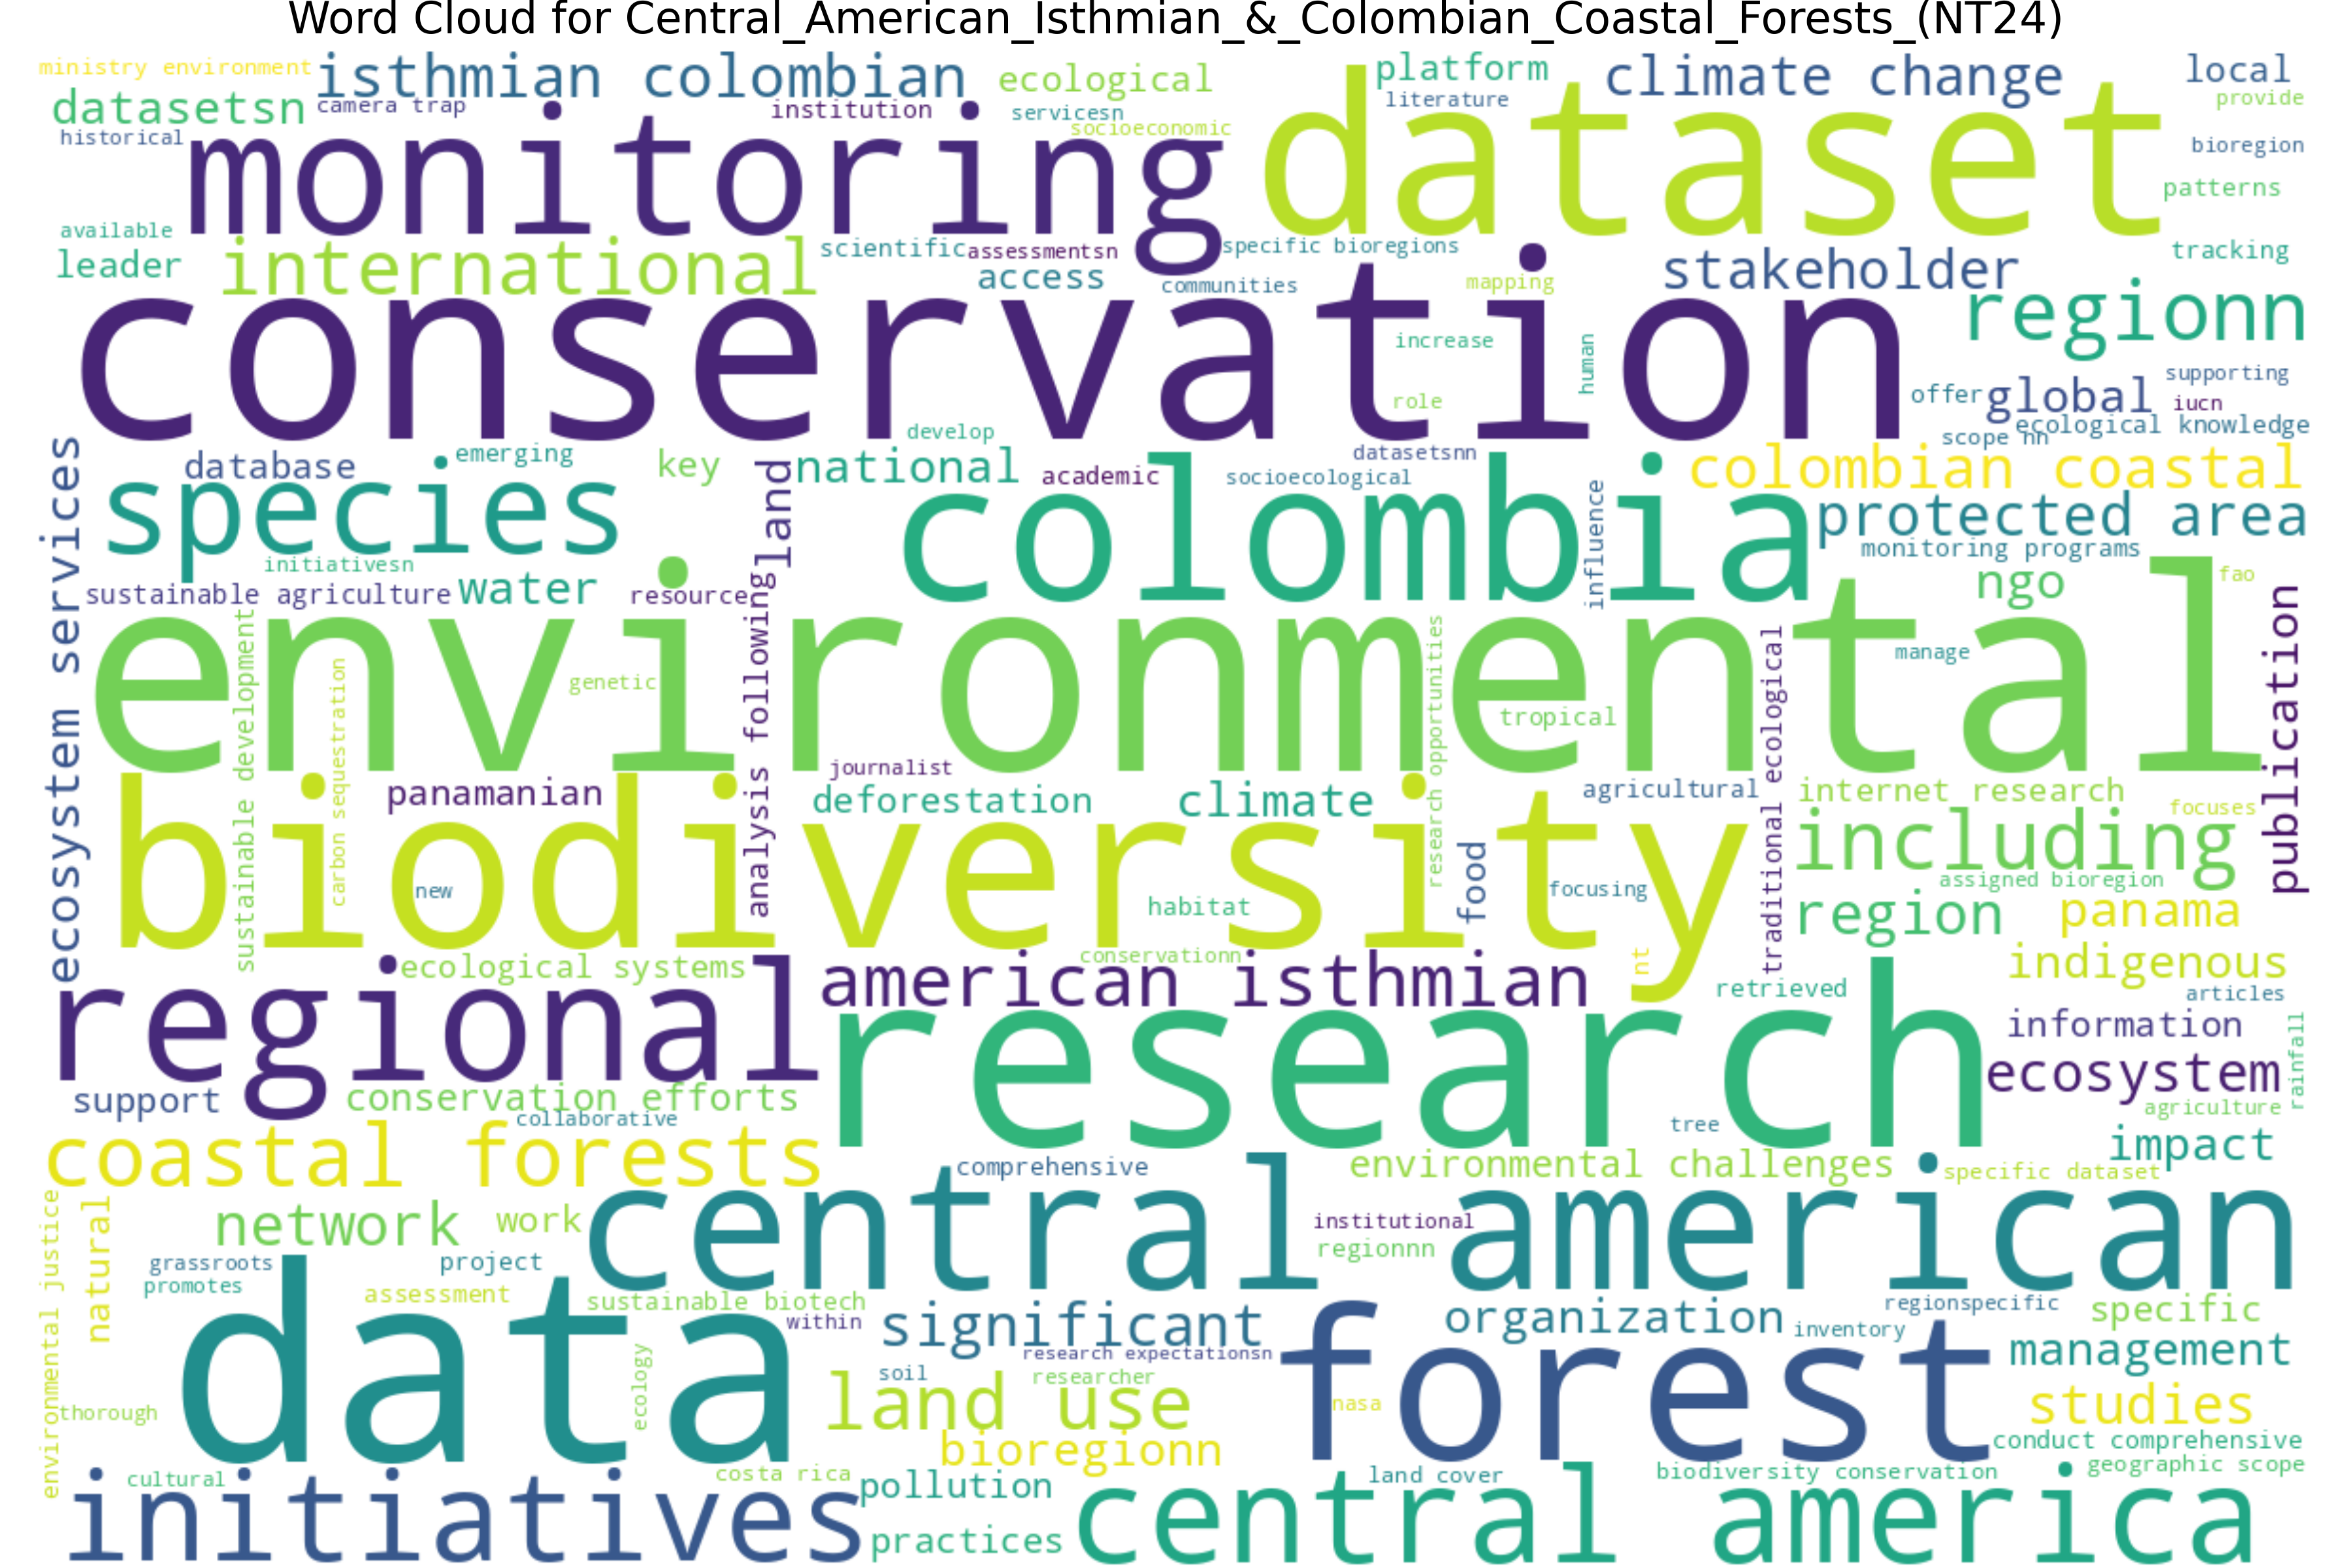 Word Cloud for Central_American_Isthmian_&_Colombian_Coastal_Forests_(NT24)
ministry environment
isthmian colombian
ecological
platform
climate change
local
datasetsn
camera trap
institution
servicesn
literature
provide
historical
socioeconomic
bioregion
monitoring
dataset
patterns
available
leader
international
scientific
assessmentsn
specific bioregions
stakeholder
tracking
access
communities
mapping
regionn
conservation
increase
human
role
offer
global
supporting
iucn
ecological knowledge
scope nn
develop
database
emerging
key
land
national
academic
datasetsnn
socioecological
colombian coastal
species
colombia
influence
protected area
monitoring programs
ecosystem services
initiativesn
sustainable agriculture
water
resource
ngo
fao
environmental
sustainable development
carbon sequestration
genetic
analysis following
research opportunities
tropical
traditional ecological
manage
publication
panamanian
journalist
deforestation
climate
agricultural
internet research
focuses
biodiversity
new
habitat
food
focusing
including
assigned bioregion
region
panama
conservationn
nt
ecological systems
american isthmian
indigenous
retrieved
articles
regional
research
information
ecosystem
rainfall
support
conservation efforts
collaborative
tree
agriculture
coastal forests
comprehensive
environmental challenges
impact
specific dataset
environmental justice
natural
network
work
central american
institutional
regionnn
grassroots
project
promotes
assessment
sustainable biotech
within
data
significant
organization
regionspecific
specific
inventory
research expectationsn
forest
management
ecology
soil
researcher
land use
nasa
studies
thorough
bioregionn
conduct comprehensive
cultural
costa rica
pollution
land cover
biodiversity conservation
geographic scope
initiatives
practices
central america